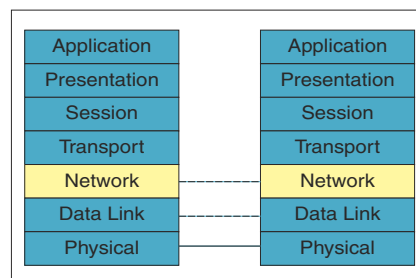 Application
Presentation
Session
Transport
Network
Data Link
Physical
Application
Presentation
Session
Transport
Network
Data Link
Physical